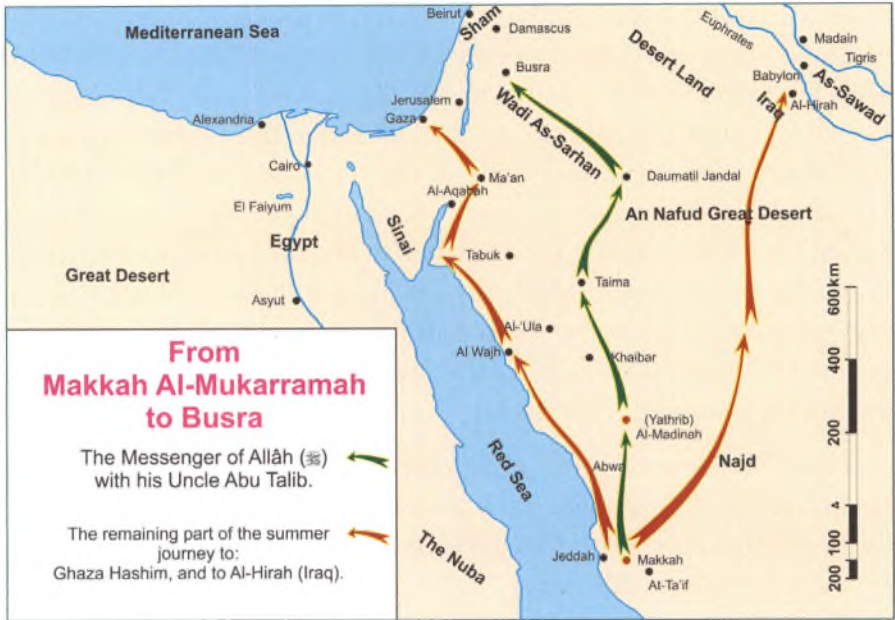 Beirut
Mediterranean Sea
Sham
Damascus
Euphrates
Madain
Tigris
Busra
Desert Land
Babylon
As-Sawad
Iraq
Al-Hirah
Jerusalem
Gaza
Wadi As-Sarhan
Alexandria
Cairo
Ma'an
Daumatil Jandal
Al-Aqabah
El Faiyum
Sinai
An Nafud Great Desert
Egypt
Great Desert
Tabuk
Taima
Asyut
Al-'Ula
Al Wajh
Khaibar
(Yathrib)
Al-Madinah
Abwa
Najd
Red Sea
The Nuba
Jeddah
Makkah
At-Ta'if
600 km
400
200
100
200
From
Makkah Al-Mukarramah
to Busra
The Messenger of Allâh (ﷺ)
with his Uncle Abu Talib.
The remaining part of the summer
journey to:
Ghaza Hashim, and to Al-Hirah (Iraq).